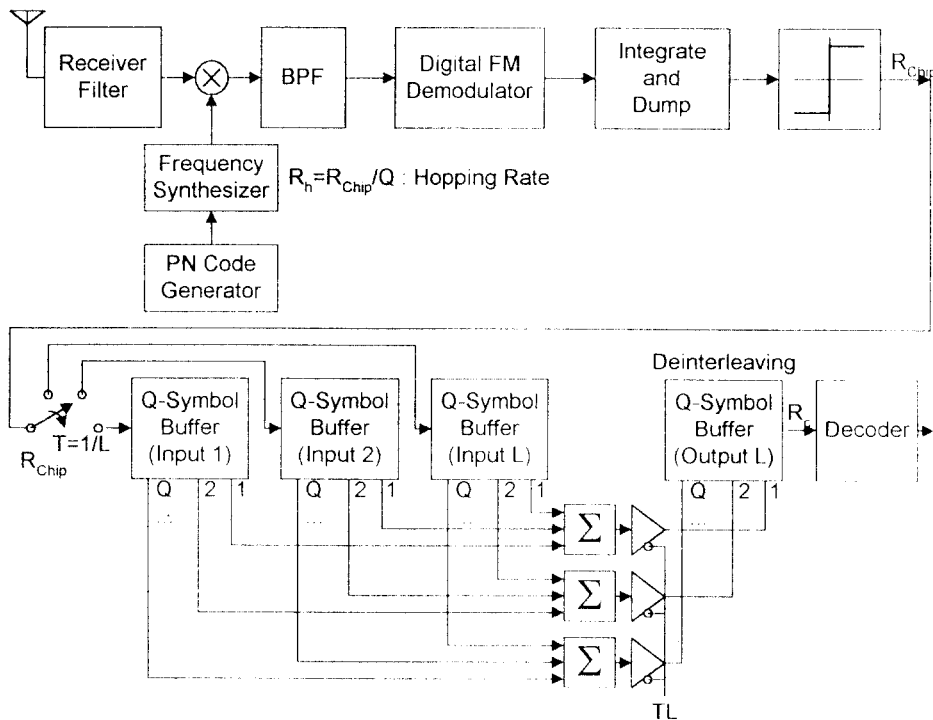 Receiver
Filter
BPF
Digital FM
Demodulator
Integrate
and
Dump
R_Chip
Frequency
Synthesizer
R_h=R_Chip/Q : Hopping Rate
PN Code
Generator
Deinterleaving
T=1/L
R_Chip
Q-Symbol
Buffer
(Input 1)
Q-Symbol
Buffer
(Input 2)
Q-Symbol
Buffer
(Input L)
Q-Symbol
Buffer
(Output L)
Decoder
Q 2 1
...
Q 2 1
...
Q 2 1
...
Q 2 1
...
Σ
Σ
Σ
TL